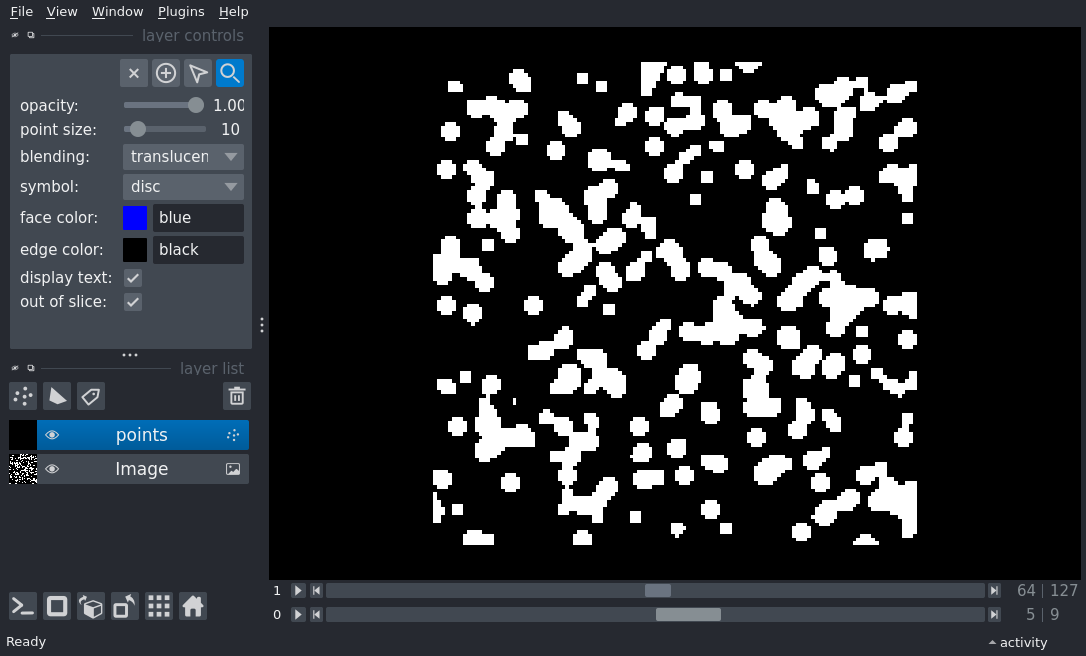 File View Window Plugins Help
layer controls
opacity: 1.00
point size: 10
blending: translucen
symbol: disc
face color: blue
edge color: black
display text:
out of slice:
layer list
points
Image
1 64 127
0 5 9
Ready activity